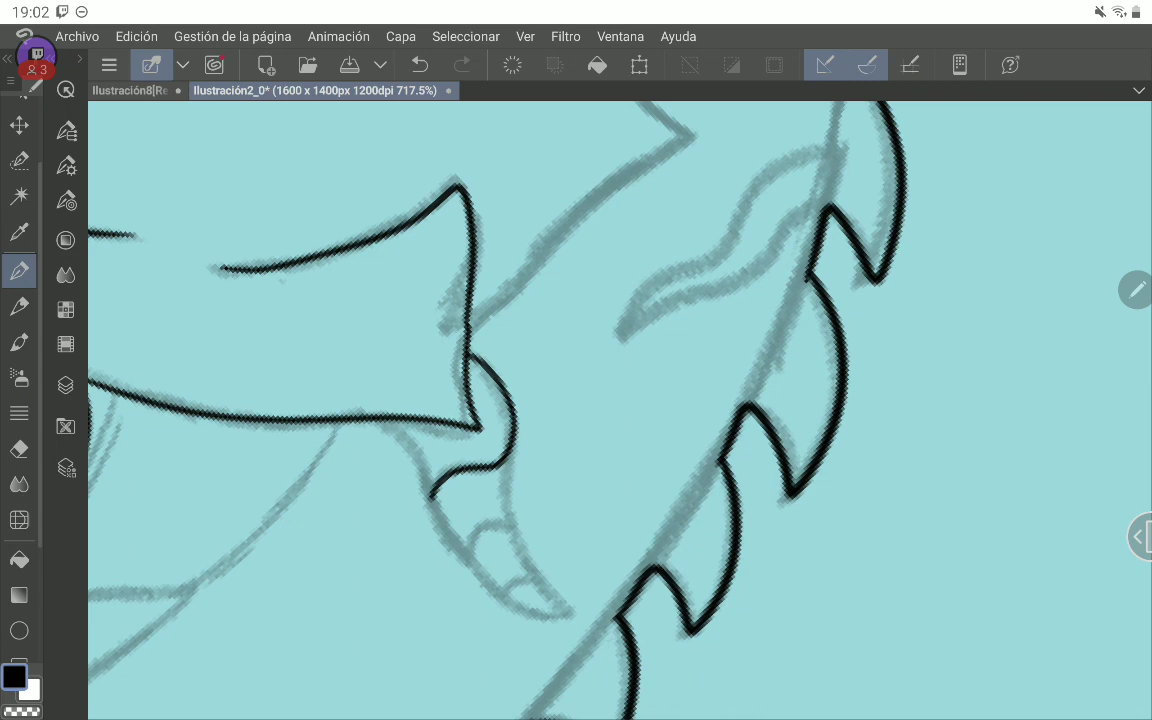 19:02
Archivo Edición Gestión de la página Animación Capa Seleccionar Ver Filtro Ventana Ayuda
3
Ilustración8[Re Ilustración2_0* (1600 x 1400px 1200dpi 717.5%)